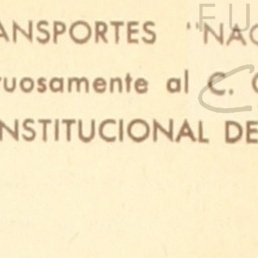 ANSPORTES "NAC
ruosamente al C.
NSTITUCIONAL DE